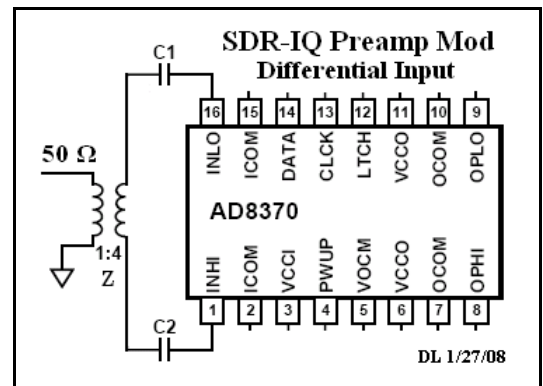 SDR-IQ Preamp Mod
Differential Input
C1
16 15 14 13 12 11 10 9
INLO ICOM DATA CLCK LTCH VCCO OCOM OPLO
50 Ω
AD8370
1:4
Z
INHI ICOM VCCI PWUP VOCM VCCO OCOM OPHI
1 2 3 4 5 6 7 8
C2
DL 1/27/08